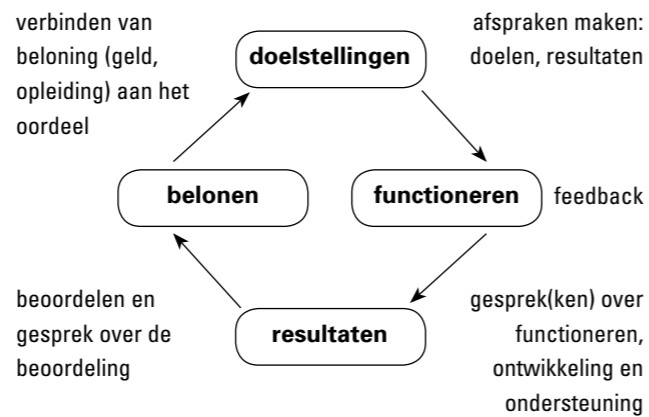 verbinden van
beloning (geld,
opleiding) aan het
oordeel
doelstellingen
afspraken maken:
doelen, resultaten
belonen
functioneren
feedback
beoordelen en
gesprek over de
beoordeling
resultaten
gesprek(ken) over
functioneren,
ontwikkeling en
ondersteuning